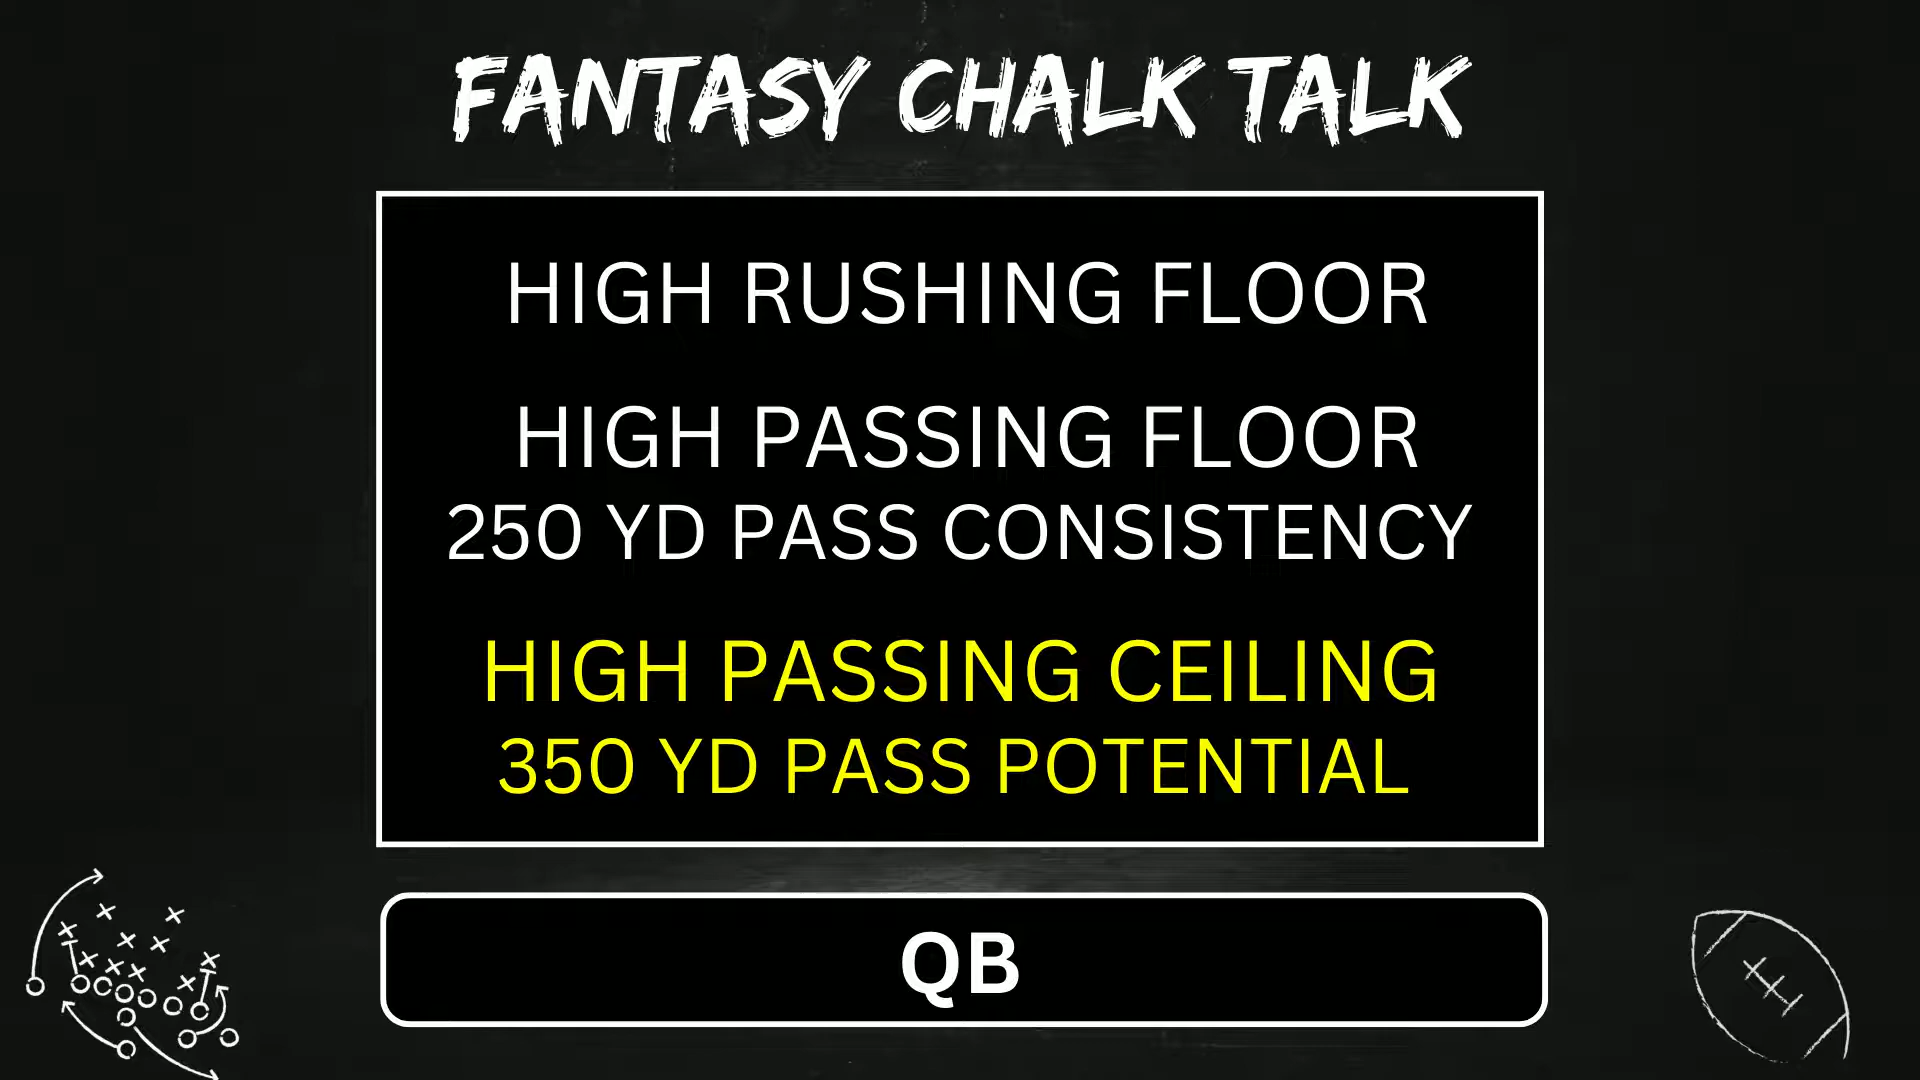 FANTASY CHALK TALK
HIGH RUSHING FLOOR
HIGH PASSING FLOOR
250 YD PASS CONSISTENCY
HIGH PASSING CEILING
350 YD PASS POTENTIAL
QB